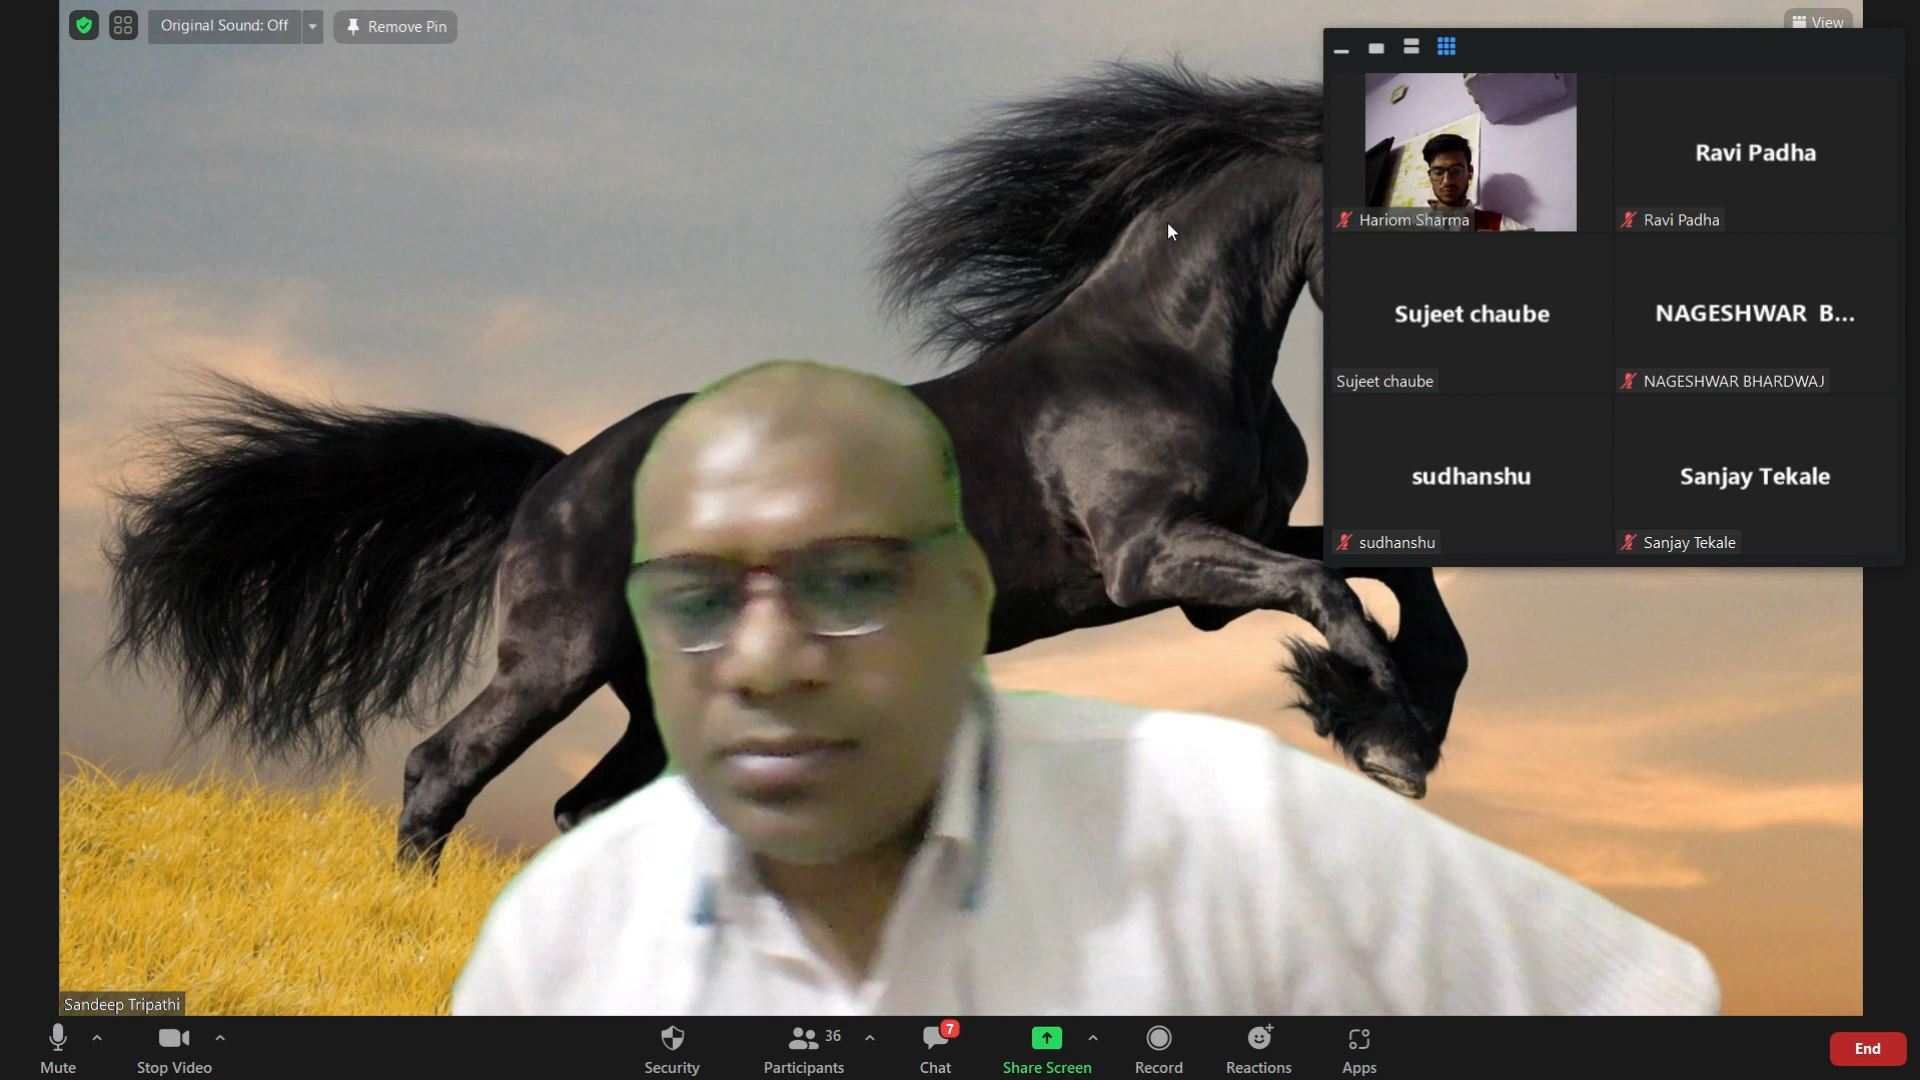 Original Sound: Off
Remove Pin
View
Ravi Padha
Hariom Sharma
Ravi Padha
Sujeet chaube
NAGESHWAR B...
Sujeet chaube
NAGESHWAR BHARDWAJ
sudhanshu
Sanjay Tekale
sudhanshu
Sanjay Tekale
Sandeep Tripathi
Mute
Stop Video
Security
36
Participants
7
Chat
Share Screen
Record
Reactions
Apps
End